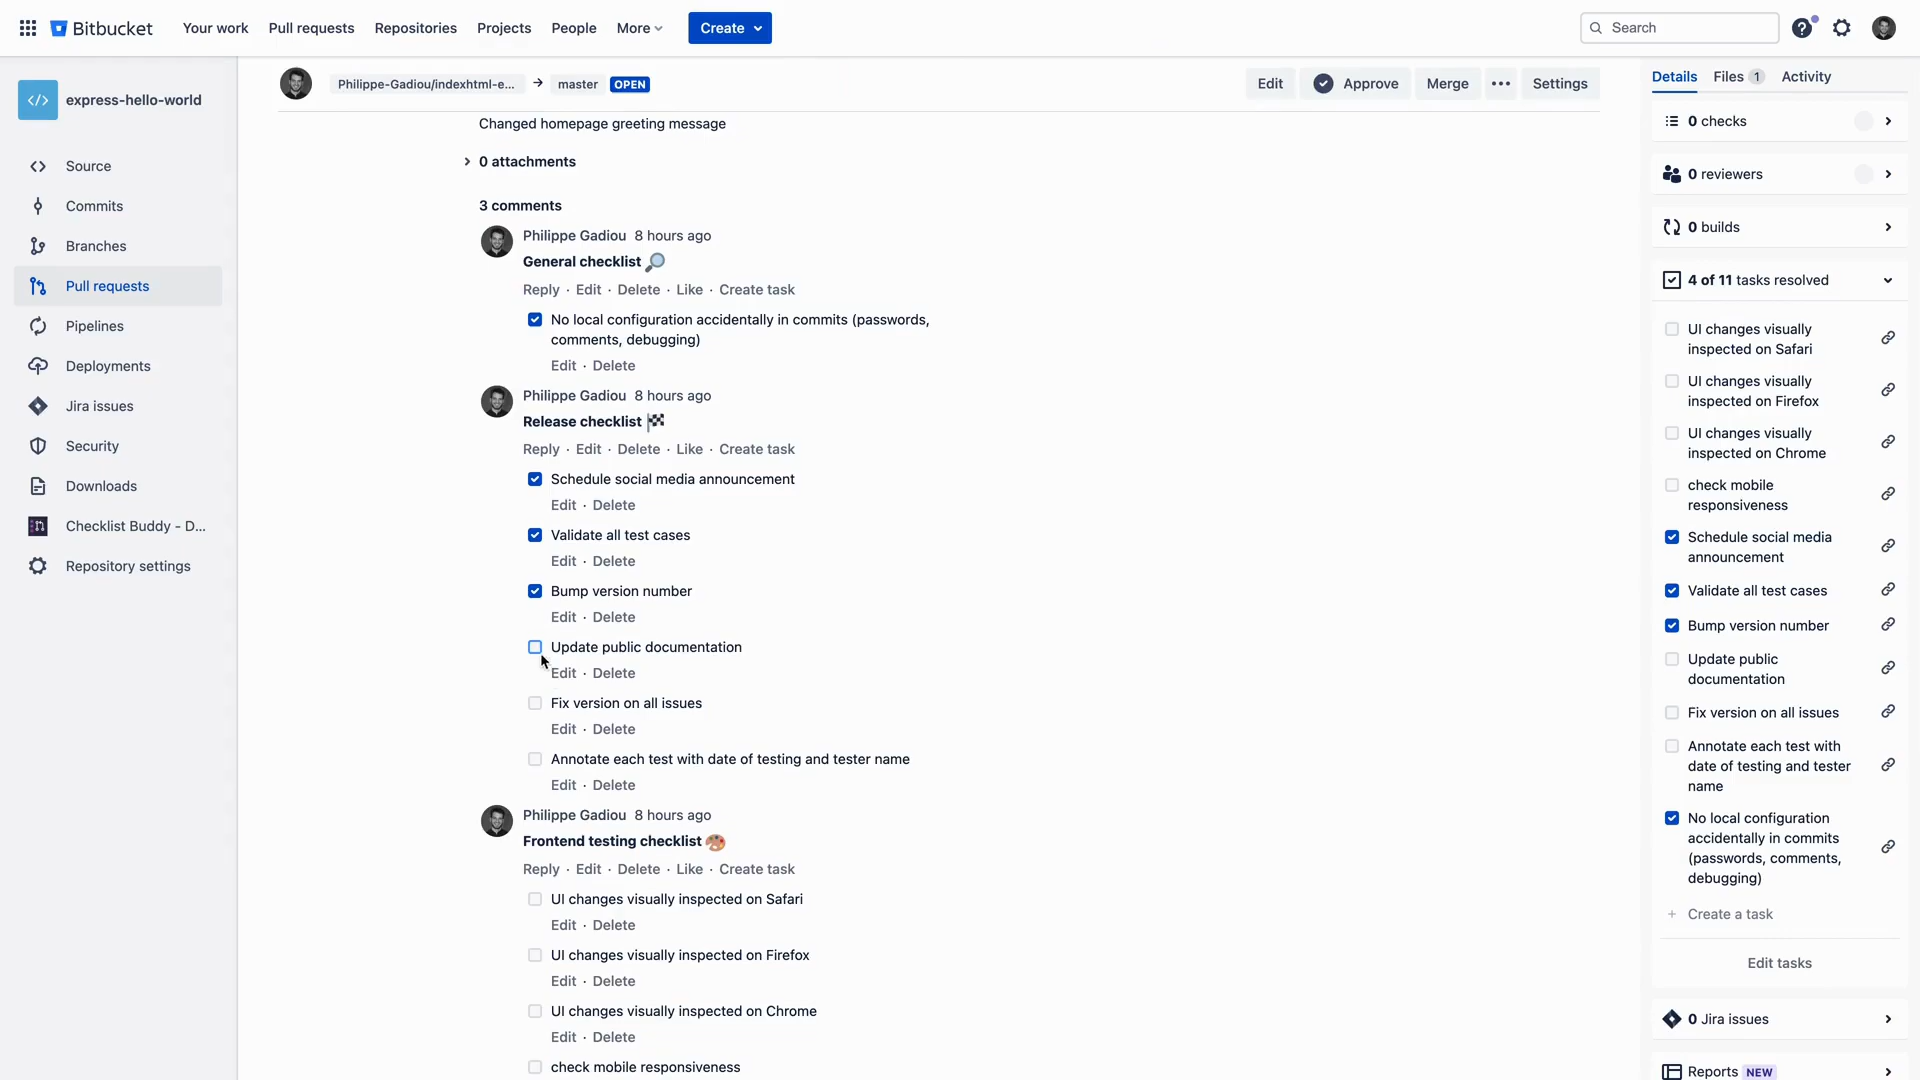 Bitbucket
Your work
Pull requests
Repositories
Projects
People
More
Create
Search
express-hello-world
Source
Commits
Branches
Pull requests
Pipelines
Deployments
Jira issues
Security
Downloads
Checklist Buddy - D...
Repository settings
Philippe-Gadiou/indexhtml-e...
→
master
OPEN
Edit
Approve
Merge
Settings
Changed homepage greeting message
0 attachments
3 comments
Philippe Gadiou 8 hours ago
General checklist 🔎
Reply · Edit · Delete · Like · Create task
No local configuration accidentally in commits (passwords,
comments, debugging)
Edit · Delete
Philippe Gadiou 8 hours ago
Release checklist 🏁
Reply · Edit · Delete · Like · Create task
Schedule social media announcement
Edit · Delete
Validate all test cases
Edit · Delete
Bump version number
Edit · Delete
Update public documentation
Edit · Delete
Fix version on all issues
Edit · Delete
Annotate each test with date of testing and tester name
Edit · Delete
Philippe Gadiou 8 hours ago
Frontend testing checklist 🎨
Reply · Edit · Delete · Like · Create task
UI changes visually inspected on Safari
Edit · Delete
UI changes visually inspected on Firefox
Edit · Delete
UI changes visually inspected on Chrome
Edit · Delete
check mobile responsiveness
Details
Files 1
Activity
0 checks
0 reviewers
0 builds
4 of 11 tasks resolved
UI changes visually
inspected on Safari
UI changes visually
inspected on Firefox
UI changes visually
inspected on Chrome
check mobile
responsiveness
Schedule social media
announcement
Validate all test cases
Bump version number
Update public
documentation
Fix version on all issues
Annotate each test with
date of testing and tester
name
No local configuration
accidentally in commits
(passwords, comments,
debugging)
+ Create a task
Edit tasks
0 Jira issues
Reports NEW